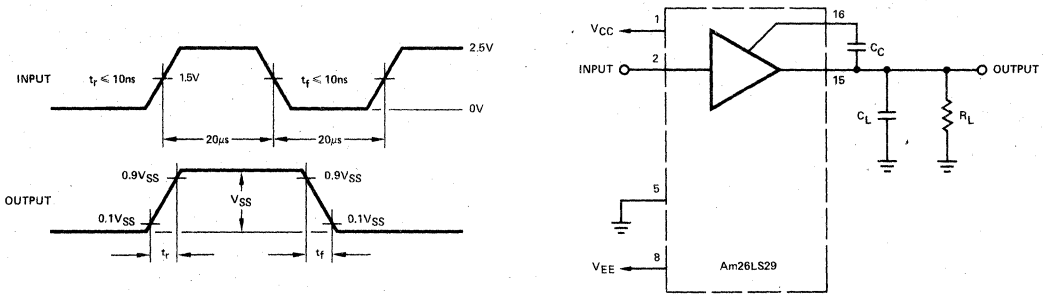 2.5V
INPUT
tr ≤ 10ns
1.5V
tf ≤ 10ns
0V
20μs
20μs
0.9VSS
0.9VSS
VSS
OUTPUT
0.1VSS
0.1VSS
tr
tf
VCC
1
16
CC
INPUT
2
15
OUTPUT
CL
RL
5
VEE
8
Am26LS29